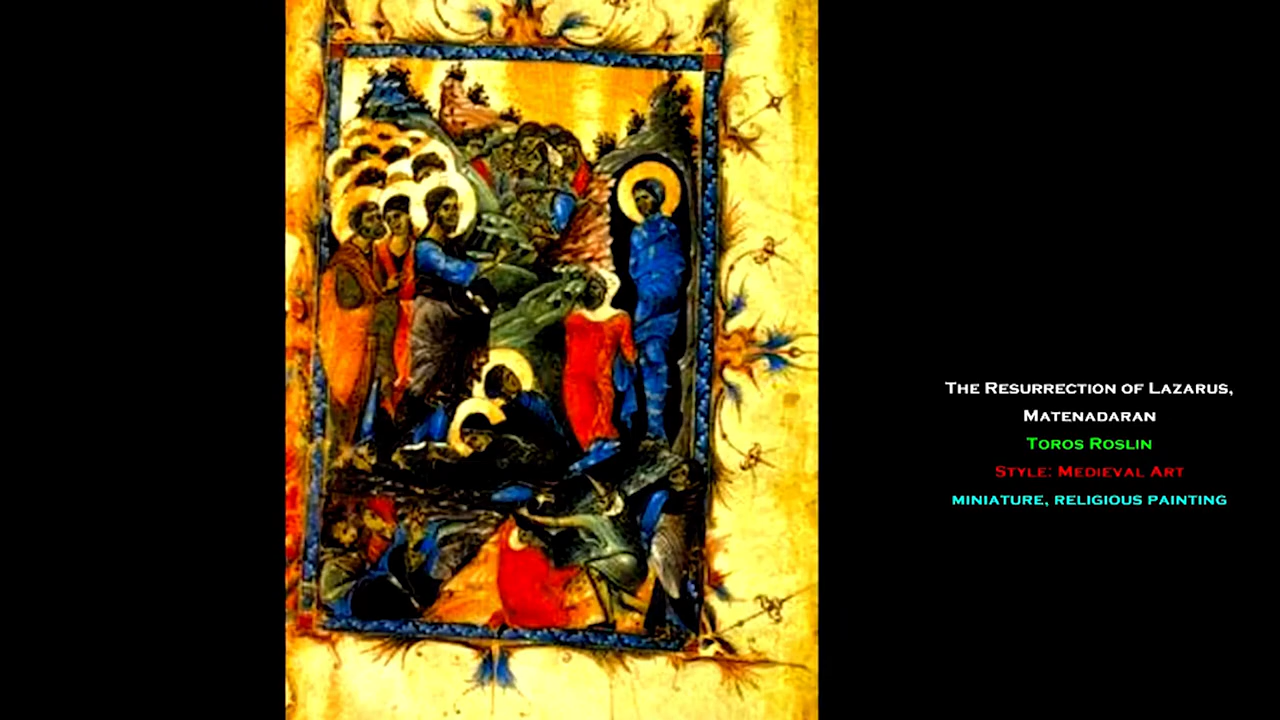 The Resurrection of Lazarus,
Matenadaran
Toros Roslin
Style: Medieval Art
miniature, religious painting